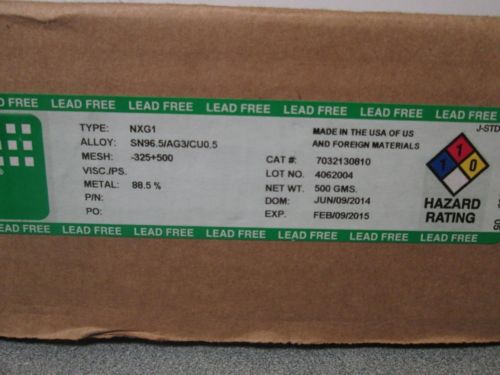 D FREE LEAD FREE LEAD FREE LEAD FREE LEAD FREE LEAD FREE LEAD FREE
TYPE: NXG1
ALLOY: SN96.5/AG3/CU0.5
MESH: -325+500
VISC./PS.
METAL: 88.5 %
P/N:
PO:
MADE IN THE USA OF US
AND FOREIGN MATERIALS
CAT #: 7032130810
LOT NO. 4062004
NET WT. 500 GMS.
DOM: JUN/09/2014
EXP. FEB/09/2015
J-STD
1
1
0
HAZARD
RATING
EAD FREE LEAD FREE LEAD FREE LEAD FREE LEAD FREE LEAD FREE LEAD FREE